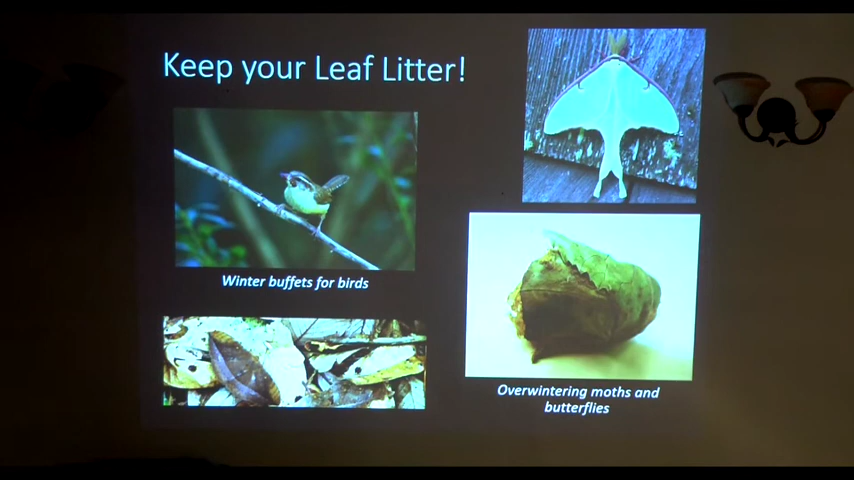 Keep your Leaf Litter!
Winter buffets for birds
Overwintering moths and
butterflies